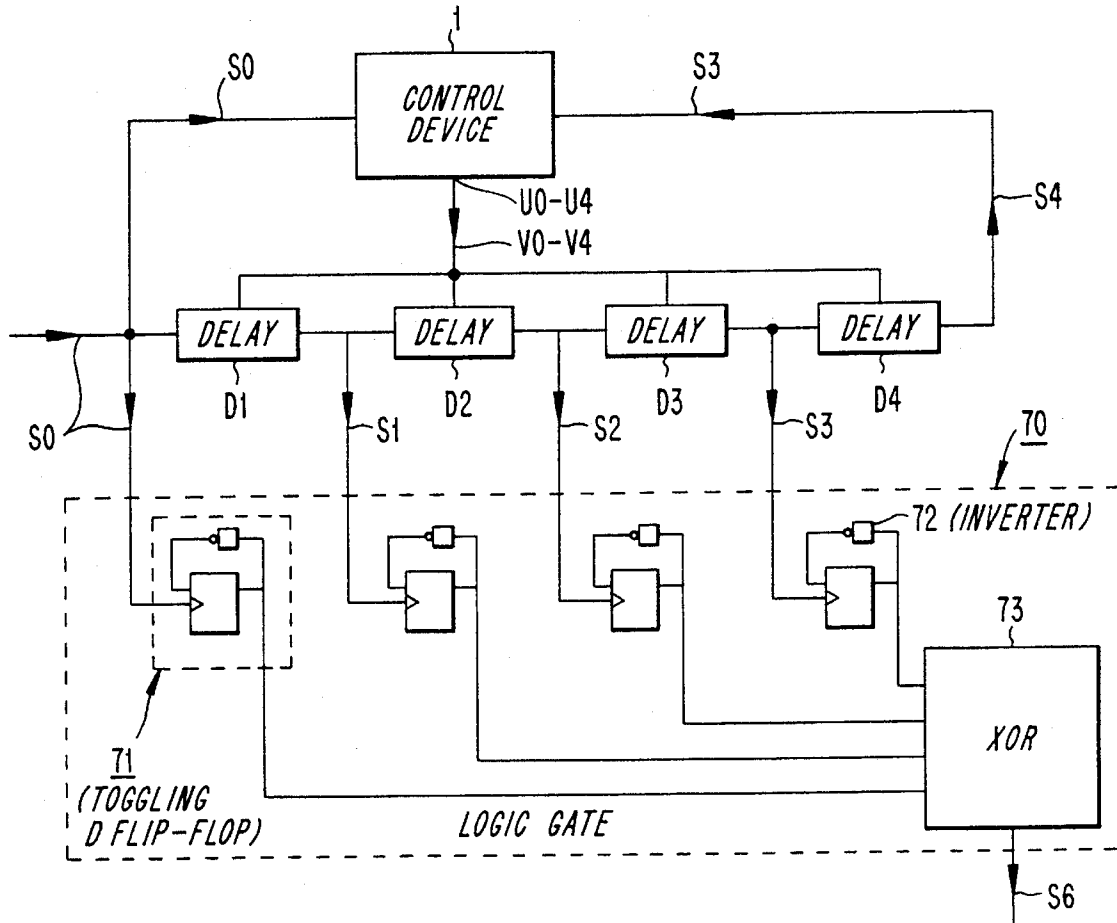 1
S0
CONTROL
DEVICE
S3
U0-U4
V0-V4
S4
DELAY
DELAY
DELAY
DELAY
D1
D2
D3
D4
S0
S1
S2
S3
70
72 (INVERTER)
73
XOR
71
(TOGGLING
D FLIP-FLOP)
LOGIC GATE
S6